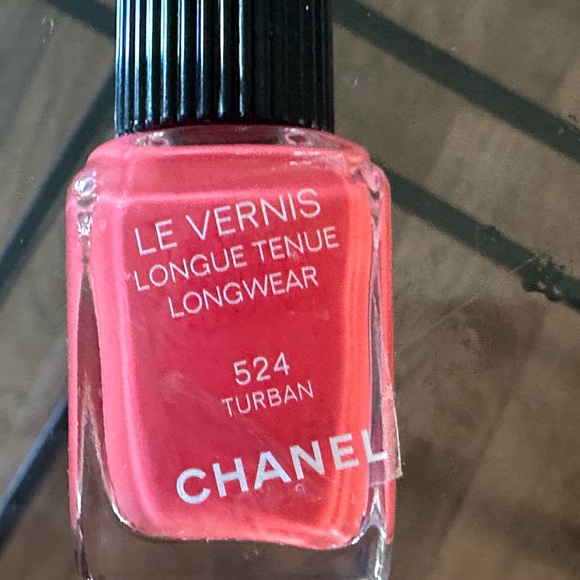 LE VERNIS
LONGUE TENUE
LONGWEAR
524
TURBAN
CHANEL